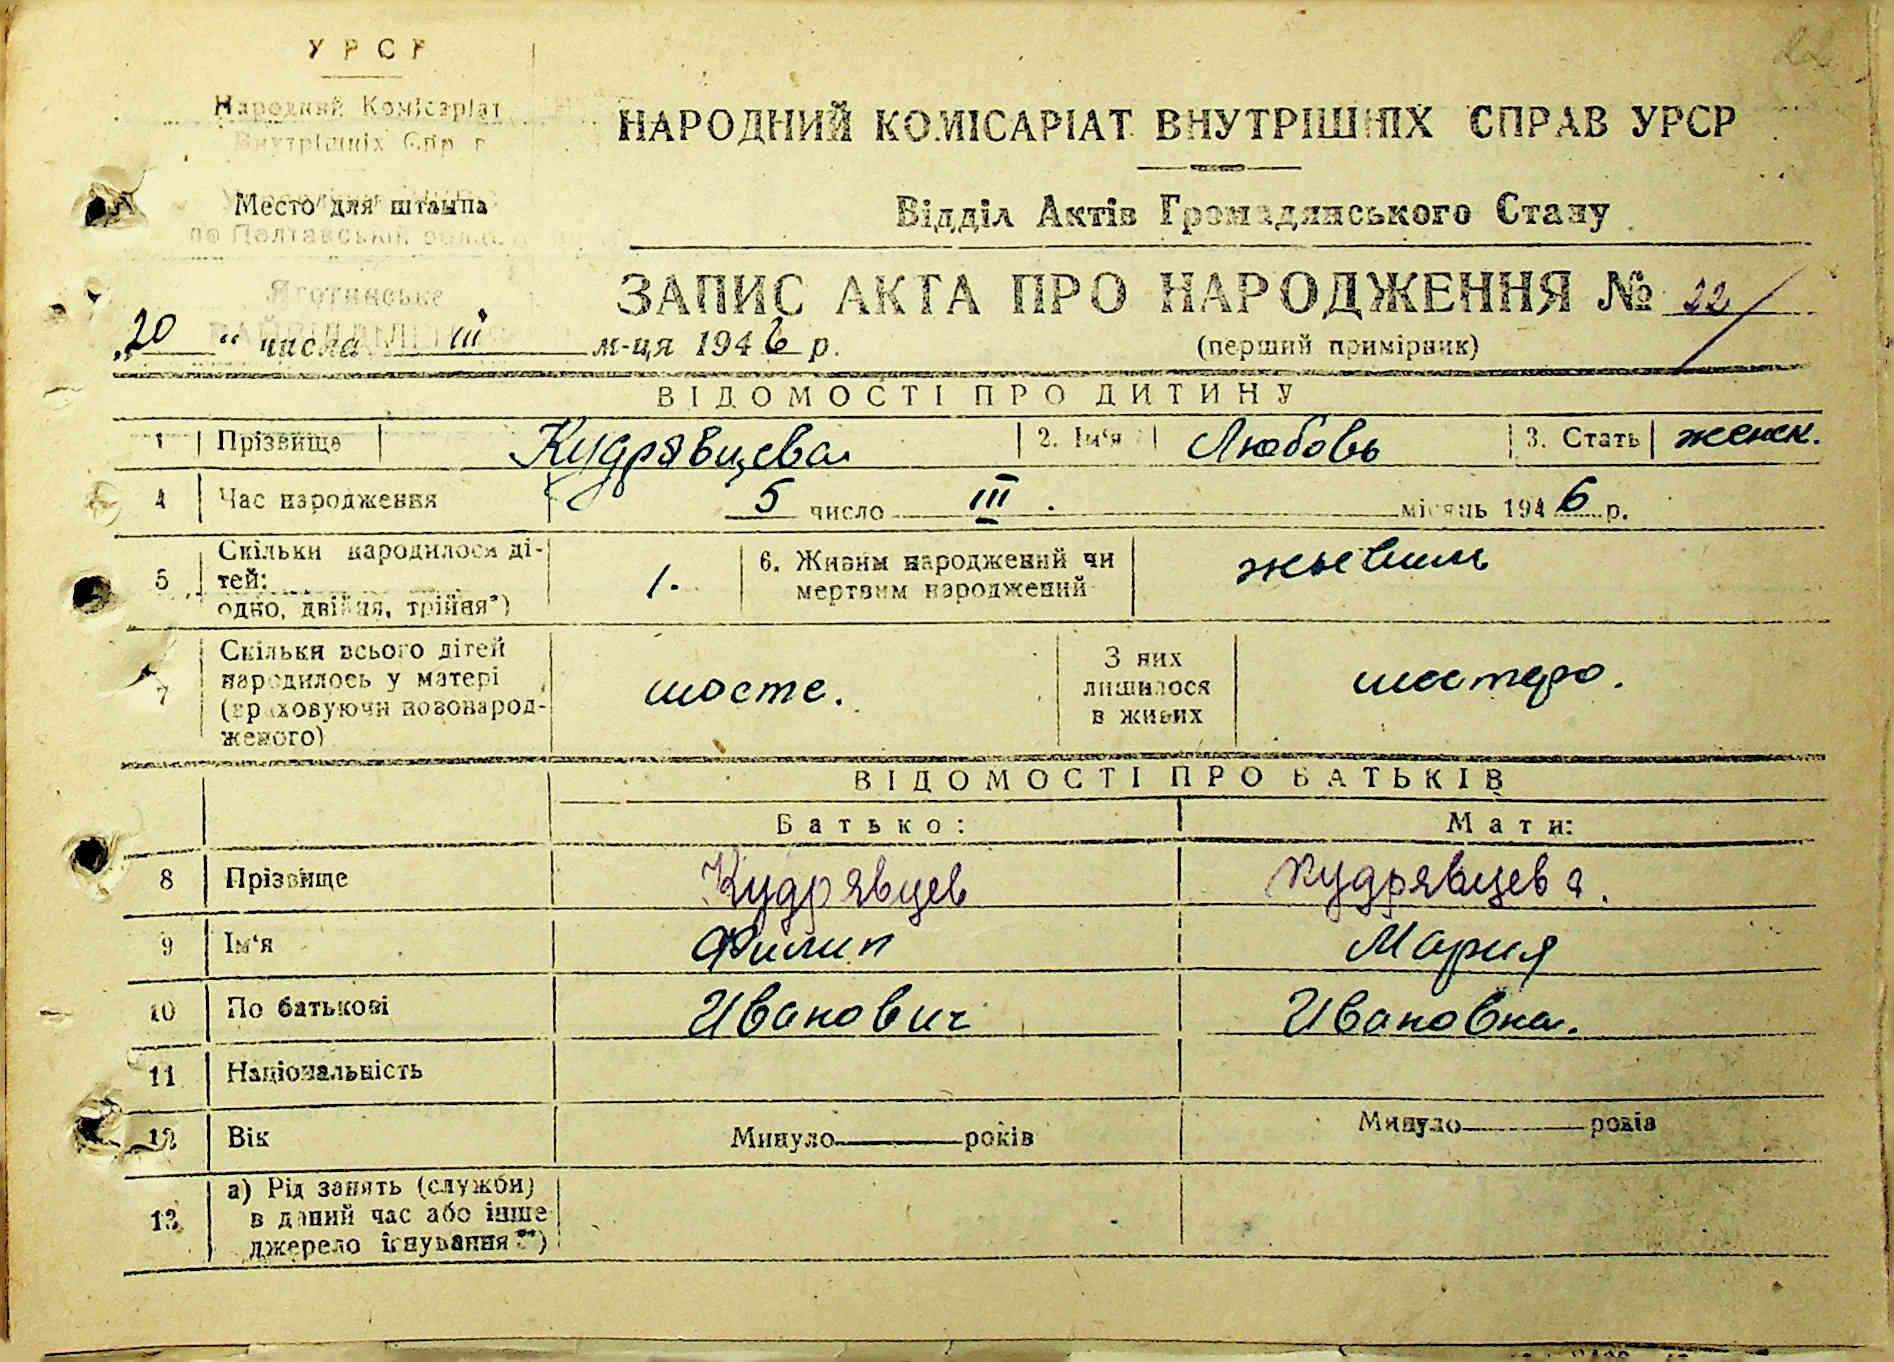 УРСР
Народний Комісаріат
Внутрішніх Спр
Место для штампа
по Полтавській
Яготинське
НАРОДНИЙ КОМІСАРІАТ ВНУТРІШНІХ СПРАВ УРСР
Відділ Актів Громадянського Стану
ЗАПИС АКТА ПРО НАРОДЖЕННЯ № 22
„20“ числа III м-ця 1946 р.
(перший примірник)
ВІДОМОСТІ ПРО ДИТИНУ
1 Прізвище Кудрявцева 2. Ім'я Любовь 3. Стать женск.
4 Час народження 5 число III. місяць 1946 р.
5 Скільки народилося ді-
тей:
одно, двійня, трійня*)
1.
6. Живим народжений чи
мертвим народжений
7 Скільки всього дітей
народилось у матері
(враховуючи новонарод-
женого)
шосте.
З них
лишилося
в живих
шестеро.
ВІДОМОСТІ ПРО БАТЬКІВ
Батько: Мати:
8 Прізвище Кудрявцев Кудрявцева.
9 Ім'я Филип Мария
10 По батькові Иванович Ивановна.
11 Національність
12 Вік Минуло років Минуло років
13 а) Рід занять (служби)
в даний час або інше
джерело існування **)